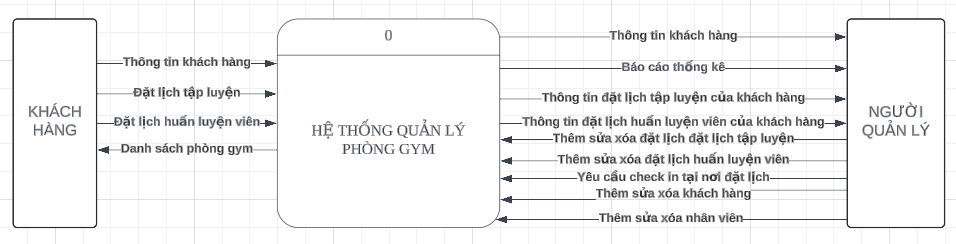 0
HỆ THỐNG QUẢN LÝ
PHÒNG GYM
KHÁCH
HÀNG
Thông tin khách hàng
Đặt lịch tập luyện
Đặt lịch huấn luyện viên
Danh sách phòng gym
Thông tin khách hàng
Báo cáo thống kê
Thông tin đặt lịch tập luyện của khách hàng
Thông tin đặt lịch huấn luyện viên của khách hàng
Thêm sửa xóa đặt lịch đặt lịch tập luyện
Thêm sửa xóa đặt lịch huấn luyện viên
Yêu cầu check in tại nơi đặt lịch
Thêm sửa xóa khách hàng
Thêm sửa xóa nhân viên
NGƯỜI
QUẢN LÝ